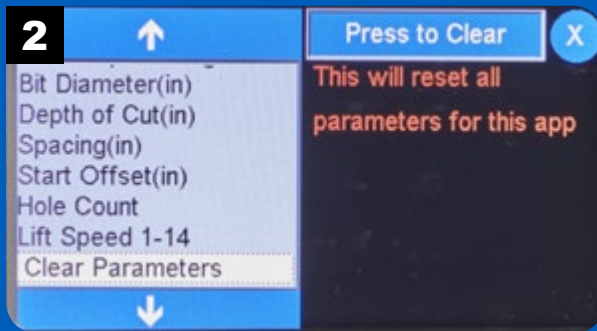 2
Press to Clear
X
Bit Diameter(in)
Depth of Cut(in)
Spacing(in)
Start Offset(in)
Hole Count
Lift Speed 1-14
Clear Parameters
This will reset all
parameters for this app